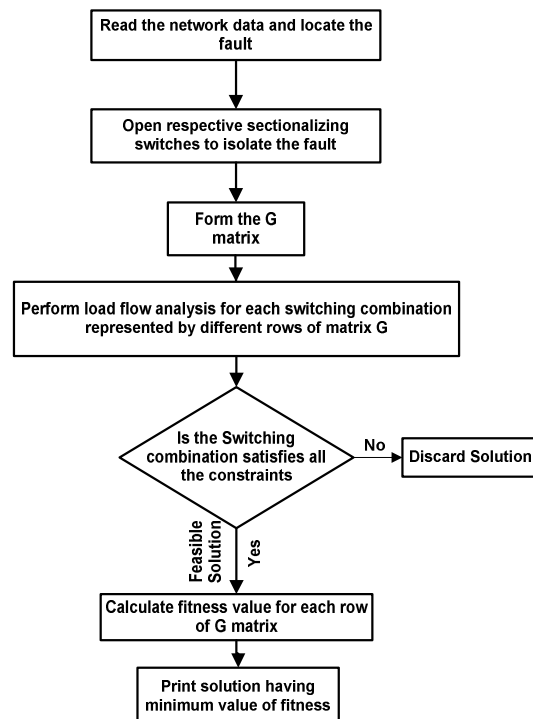 Read the network data and locate the
fault
Open respective sectionalizing
switches to isolate the fault
Form the G
matrix
Perform load flow analysis for each switching combination
represented by different rows of matrix G
Is the Switching
combination satisfies all
the constraints
No
Discard Solution
Feasible
Solution
Yes
Calculate fitness value for each row
of G matrix
Print solution having
minimum value of fitness